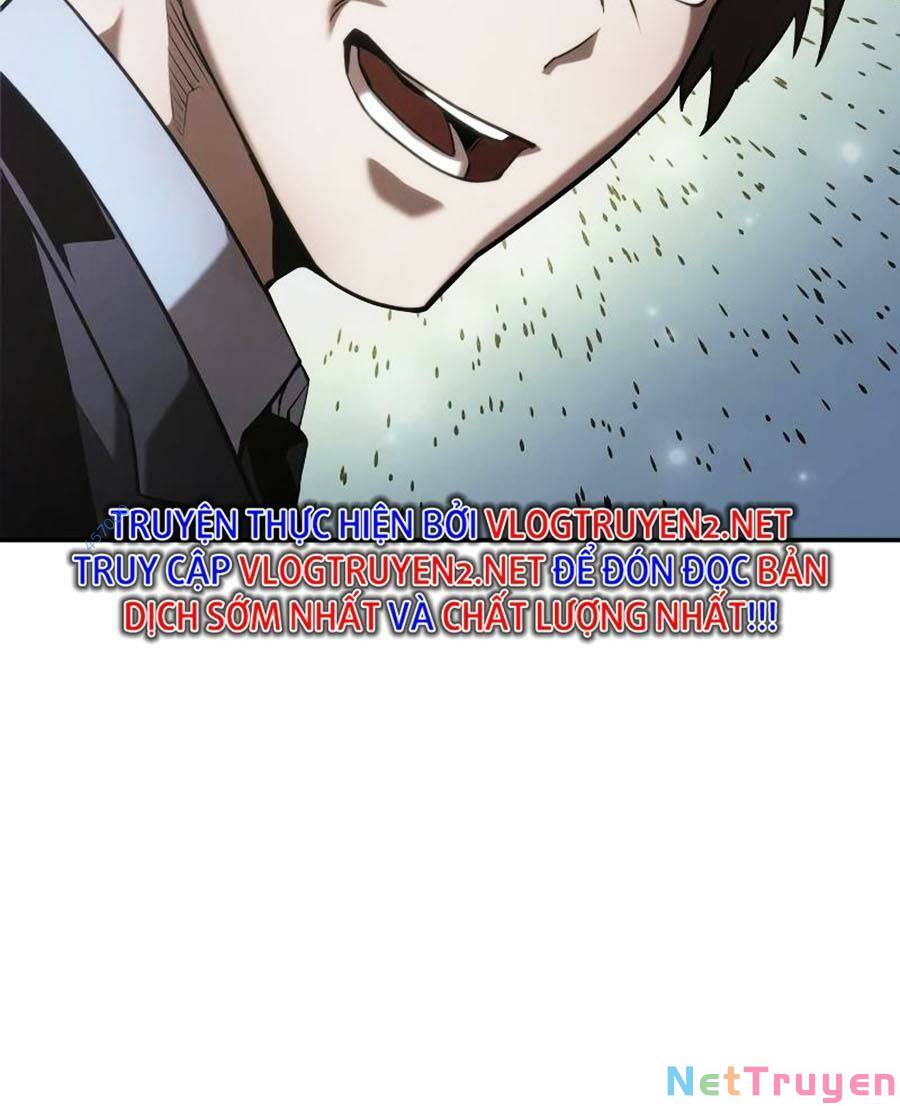 TRUYỆN THỰC HIỆN BỞI VLOGTRUYEN2.NET
TRUY CẬP VLOGTRUYEN2.NET ĐỂ ĐÓN ĐỌC BẢN
DỊCH SỚM NHẤT VÀ CHẤT LƯỢNG NHẤT!!!
NetTruyen